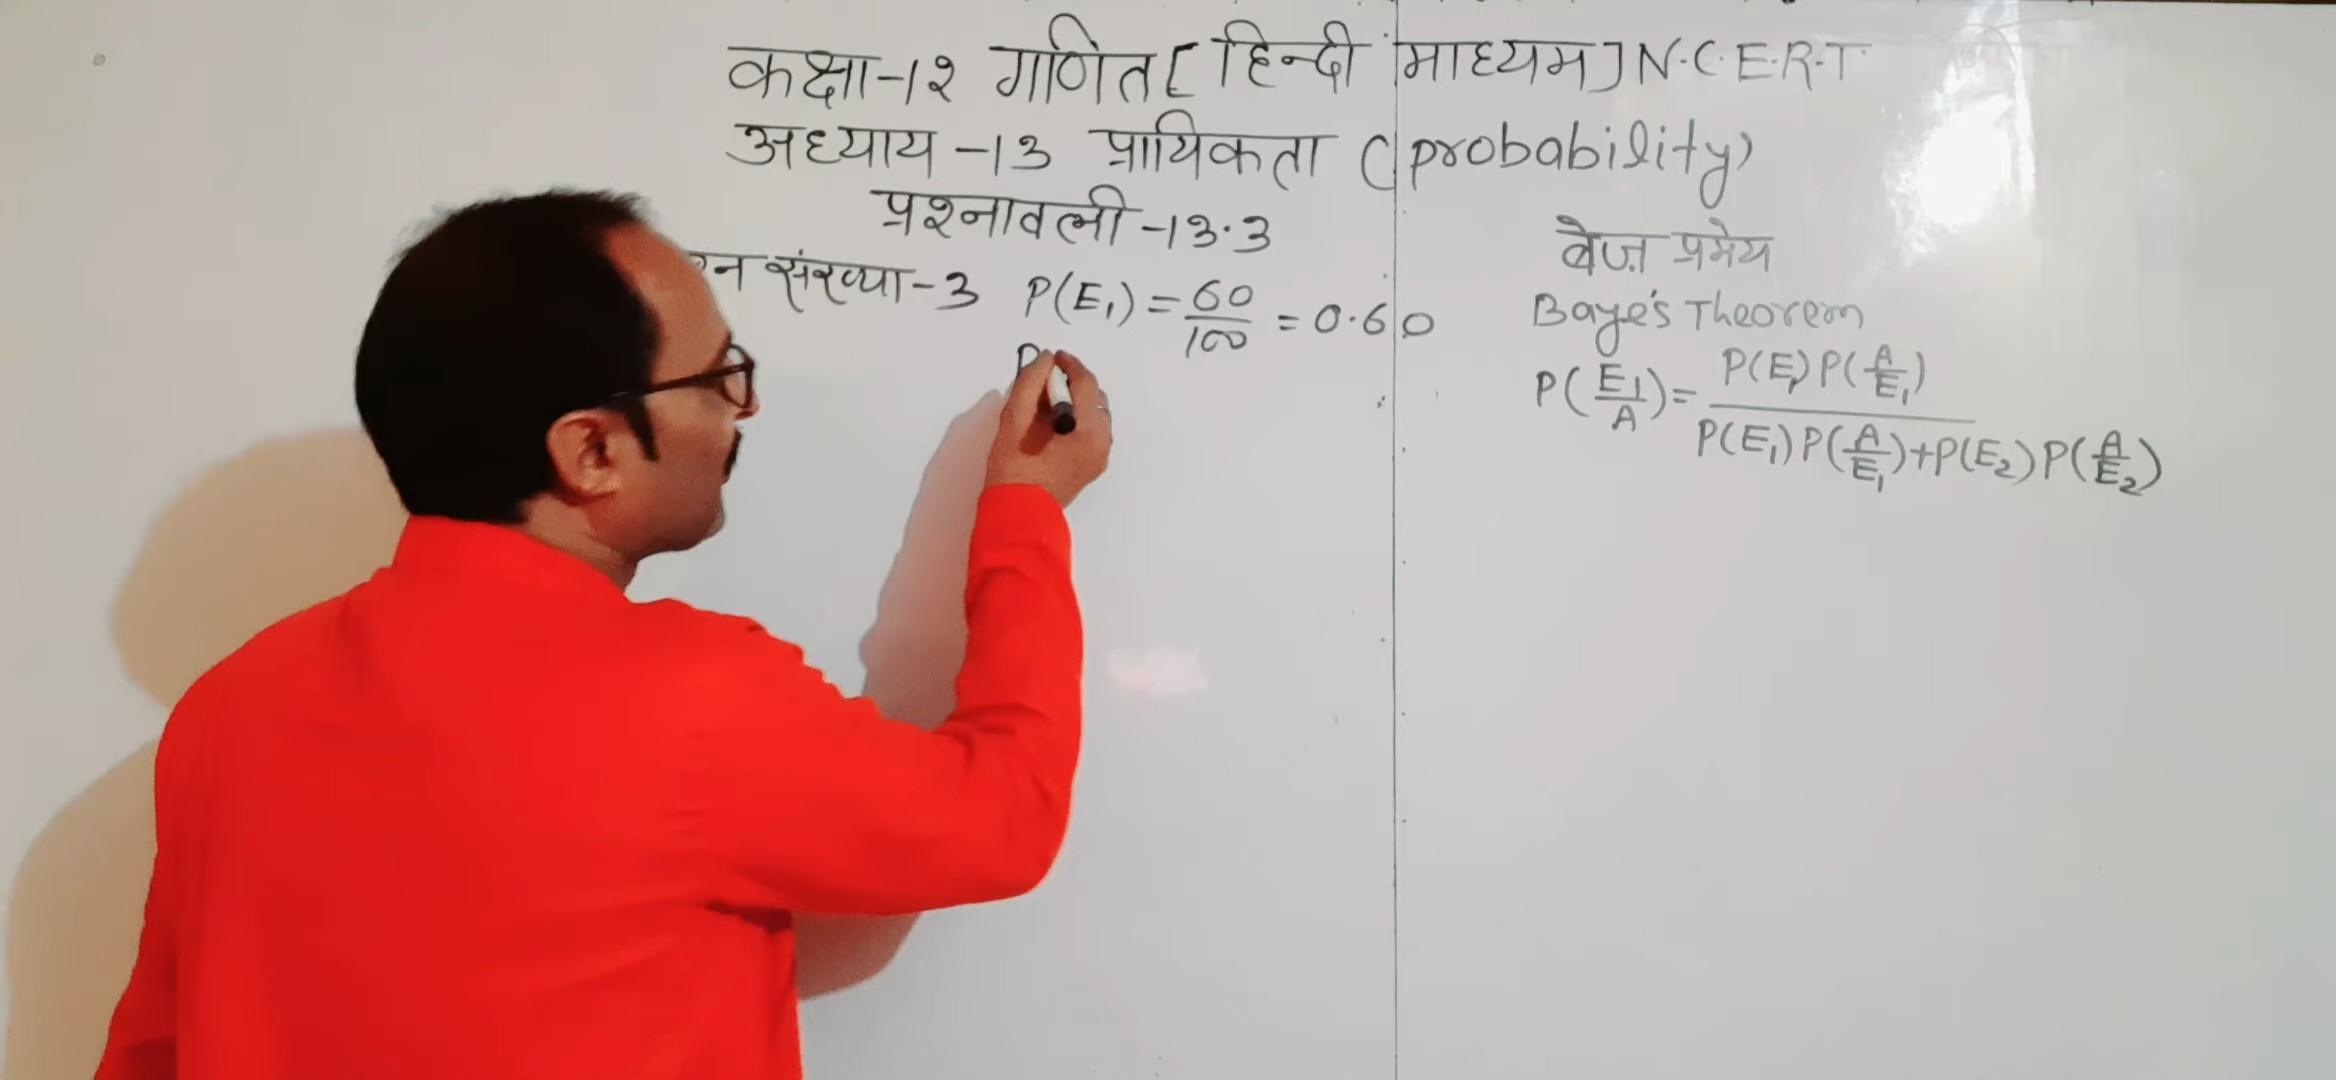 कक्षा-12 गणित [ हिन्दी माध्यम ] N.C.E.R.T
अध्याय -13 प्रायिकता (probability)
प्रश्नावली -13.3
संख्या-3 P(E₁) = 60/100 = 0.60
P
बेज़ प्रमेय
Baye's Theorem
P(E₁/A) = P(E₁) P(A/E₁) / P(E₁) P(A/E₁) + P(E₂) P(A/E₂)